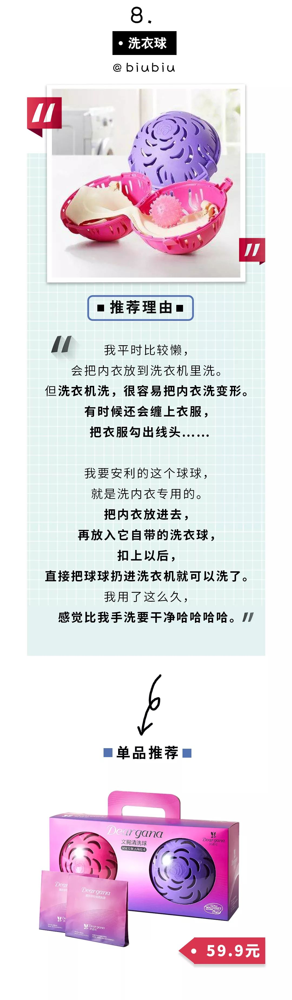 8.
• 洗衣球
@biubiu
■ 推荐理由 ■
我平时比较懒，
会把内衣放到洗衣机里洗。
但洗衣机洗，很容易把内衣洗变形。
有时候还会缠上衣服，
把衣服勾出线头……
我要安利的这个球球，
就是洗内衣专用的。
把内衣放进去，
再放入它自带的洗衣球，
扣上以后，
直接把球球扔进洗衣机就可以洗了。
我用了这么久，
感觉比我手洗要干净哈哈哈哈。
单品推荐
Deargana
文胸清洗球
国家专利 八项技术
Deargana
Deargana
Deargana
ALL
MACHINES
59.9元